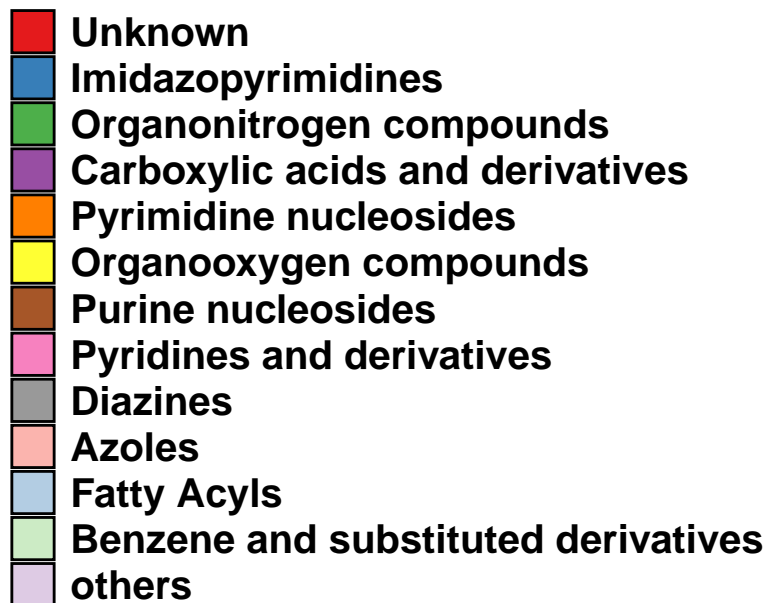 Unknown
Imidazopyrimidines
Organonitrogen compounds
Carboxylic acids and derivatives
Pyrimidine nucleosides
Organooxygen compounds
Purine nucleosides
Pyridines and derivatives
Diazines
Azoles
Fatty Acyls
Benzene and substituted derivatives
others